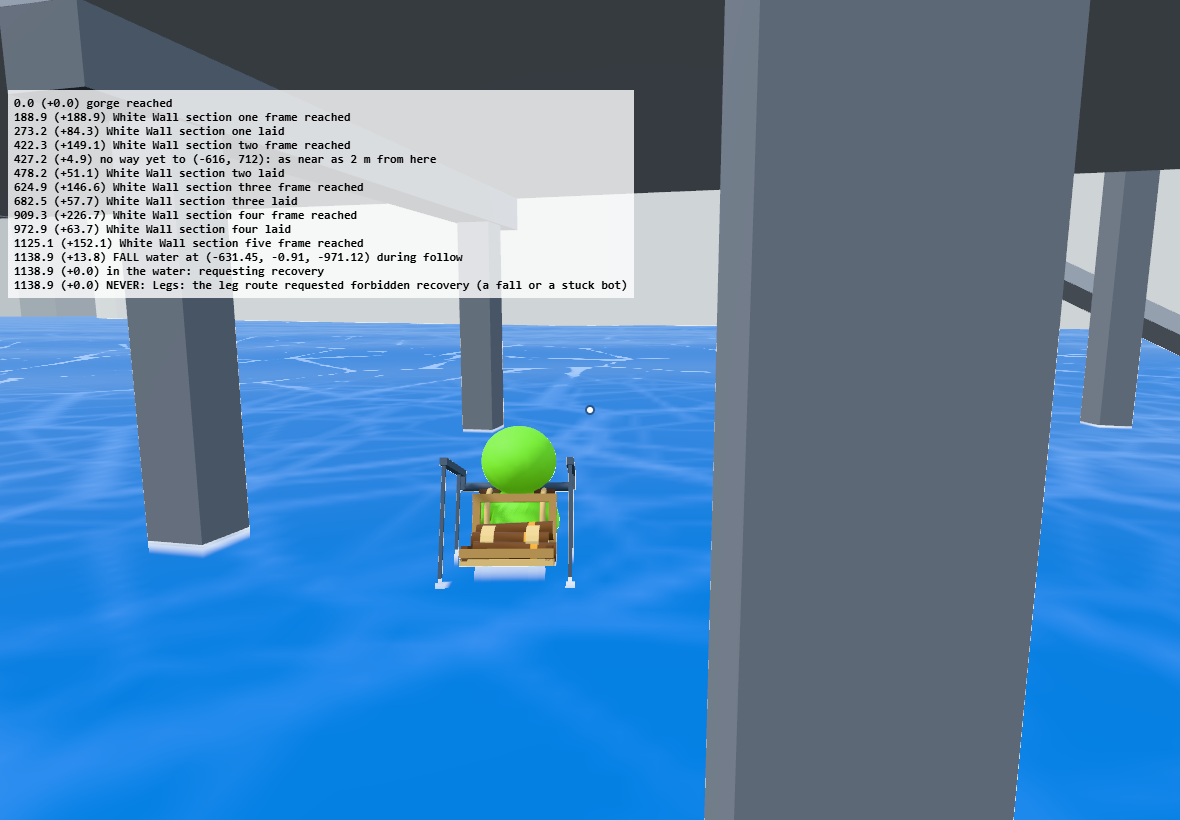 0.0 (+0.0) gorge reached
188.9 (+188.9) White Wall section one frame reached
273.2 (+84.3) White Wall section one laid
422.3 (+149.1) White Wall section two frame reached
427.2 (+4.9) no way yet to (-616, 712): as near as 2 m from here
478.2 (+51.1) White Wall section two laid
624.9 (+146.6) White Wall section three frame reached
682.5 (+57.7) White Wall section three laid
909.3 (+226.7) White Wall section four frame reached
972.9 (+63.7) White Wall section four laid
1125.1 (+152.1) White Wall section five frame reached
1138.9 (+13.8) FALL water at (-631.45, -0.91, -971.12) during follow
1138.9 (+0.0) in the water: requesting recovery
1138.9 (+0.0) NEVER: Legs: the leg route requested forbidden recovery (a fall or a stuck bot)